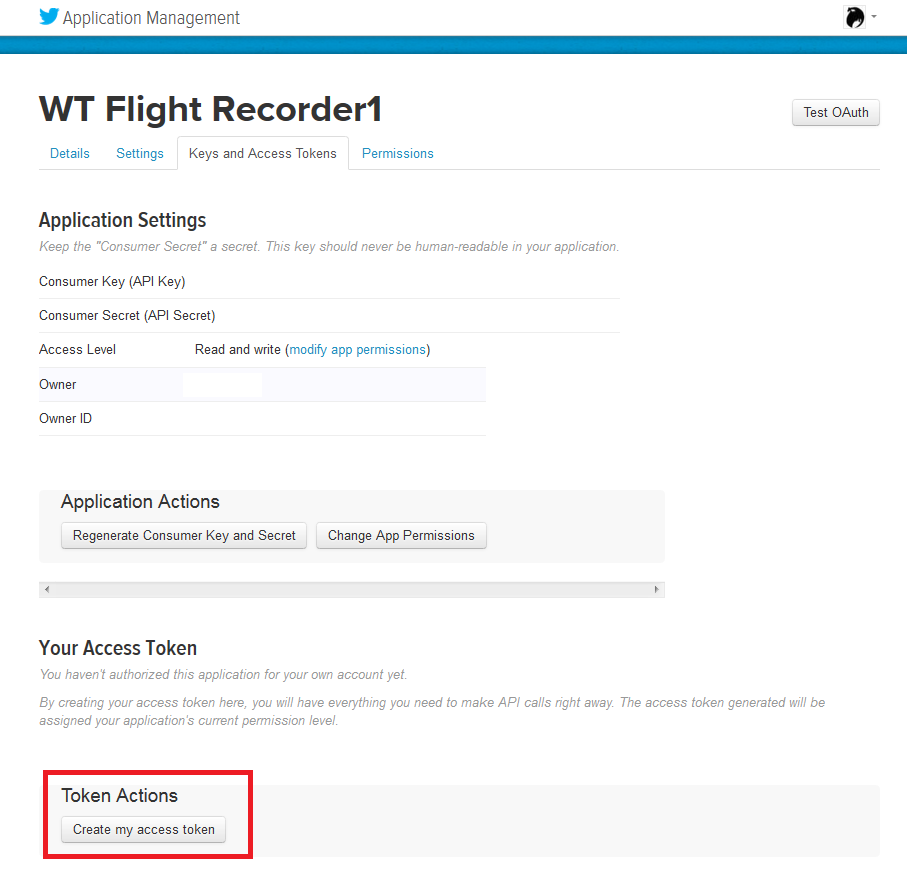 Application Management
WT Flight Recorder1
Test OAuth
Details Settings Keys and Access Tokens Permissions
Application Settings
Keep the "Consumer Secret" a secret. This key should never be human-readable in your application.
Consumer Key (API Key)
Consumer Secret (API Secret)
Access Level Read and write (modify app permissions)
Owner
Owner ID
Application Actions
Regenerate Consumer Key and Secret Change App Permissions
Your Access Token
You haven't authorized this application for your own account yet.
By creating your access token here, you will have everything you need to make API calls right away. The access token generated will be
assigned your application's current permission level.
Token Actions
Create my access token